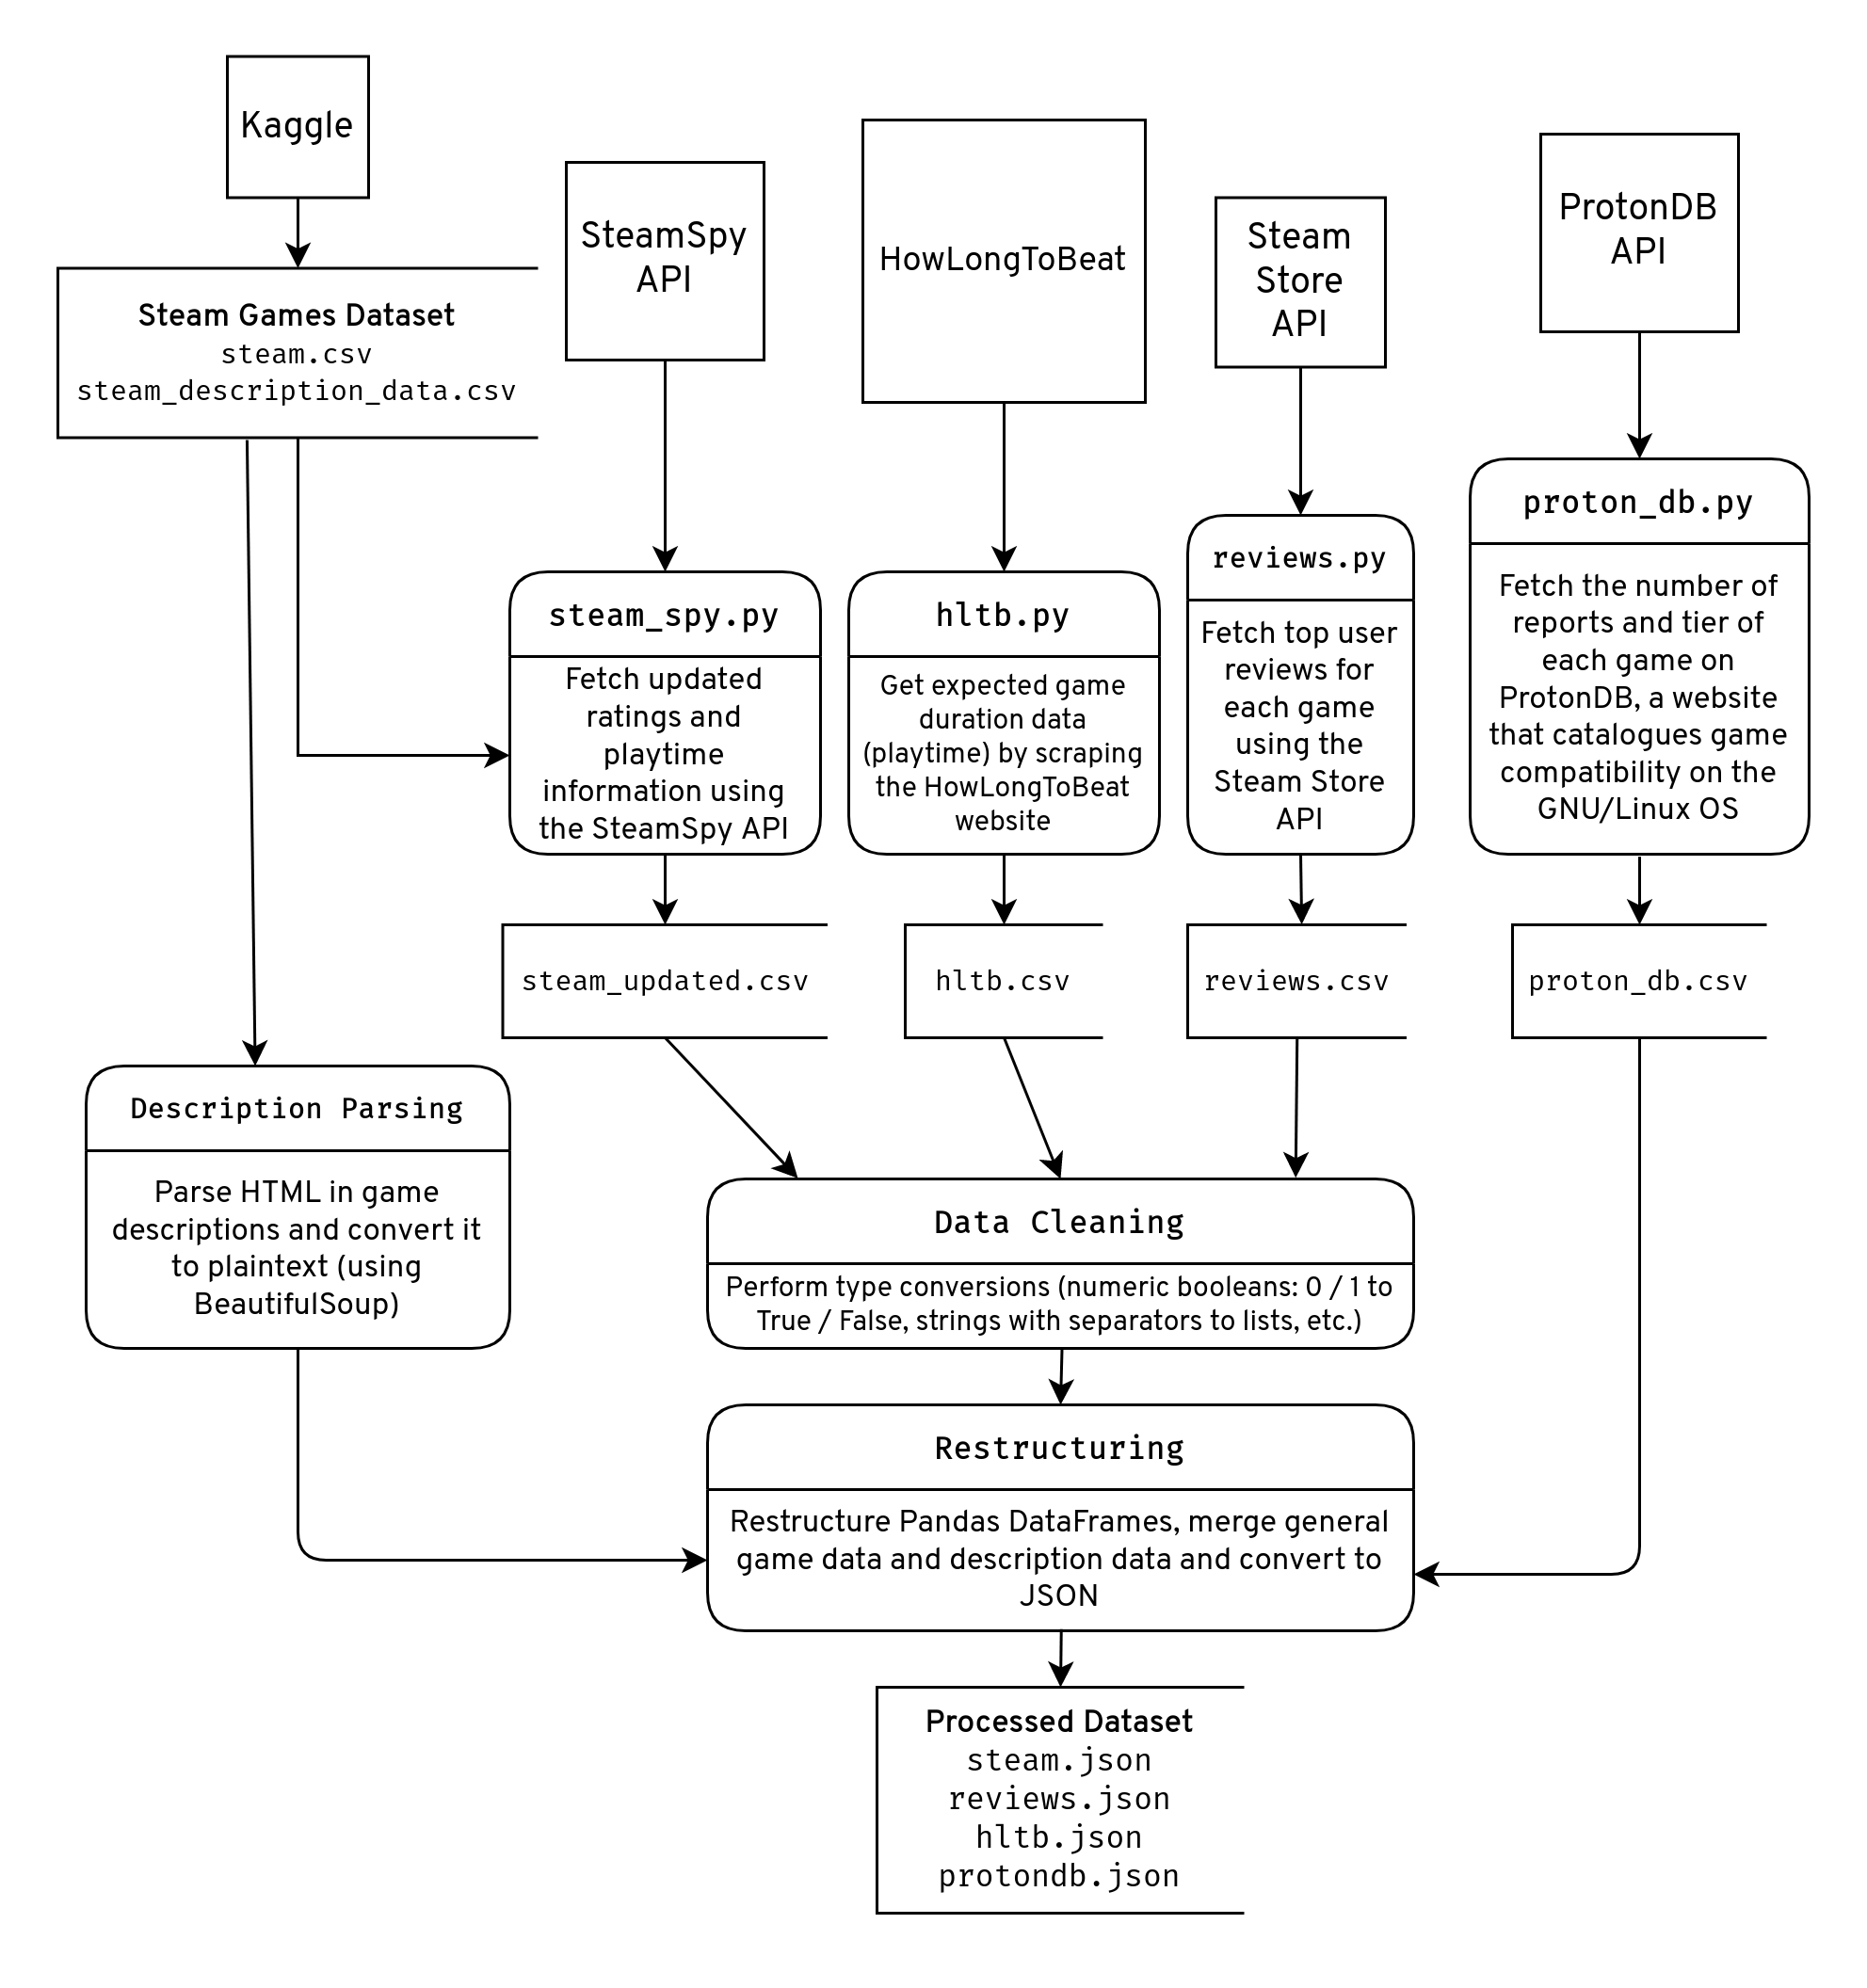 Kaggle
SteamSpy
API
HowLongToBeat
Steam
Store
API
ProtonDB
API
Steam Games Dataset
steam.csv
steam_description_data.csv
steam_spy.py
Fetch updated
ratings and
playtime
information using
the SteamSpy API
hltb.py
Get expected game
duration data
(playtime) by scraping
the HowLongToBeat
website
reviews.py
Fetch top user
reviews for
each game
using the
Steam Store
API
proton_db.py
Fetch the number of
reports and tier of
each game on
ProtonDB, a website
that catalogues game
compatibility on the
GNU/Linux OS
steam_updated.csv
hltb.csv
reviews.csv
proton_db.csv
Description Parsing
Parse HTML in game
descriptions and convert it
to plaintext (using
BeautifulSoup)
Data Cleaning
Perform type conversions (numeric booleans: 0 / 1 to
True / False, strings with separators to lists, etc.)
Restructuring
Restructure Pandas DataFrames, merge general
game data and description data and convert to
JSON
Processed Dataset
steam.json
reviews.json
hltb.json
protondb.json